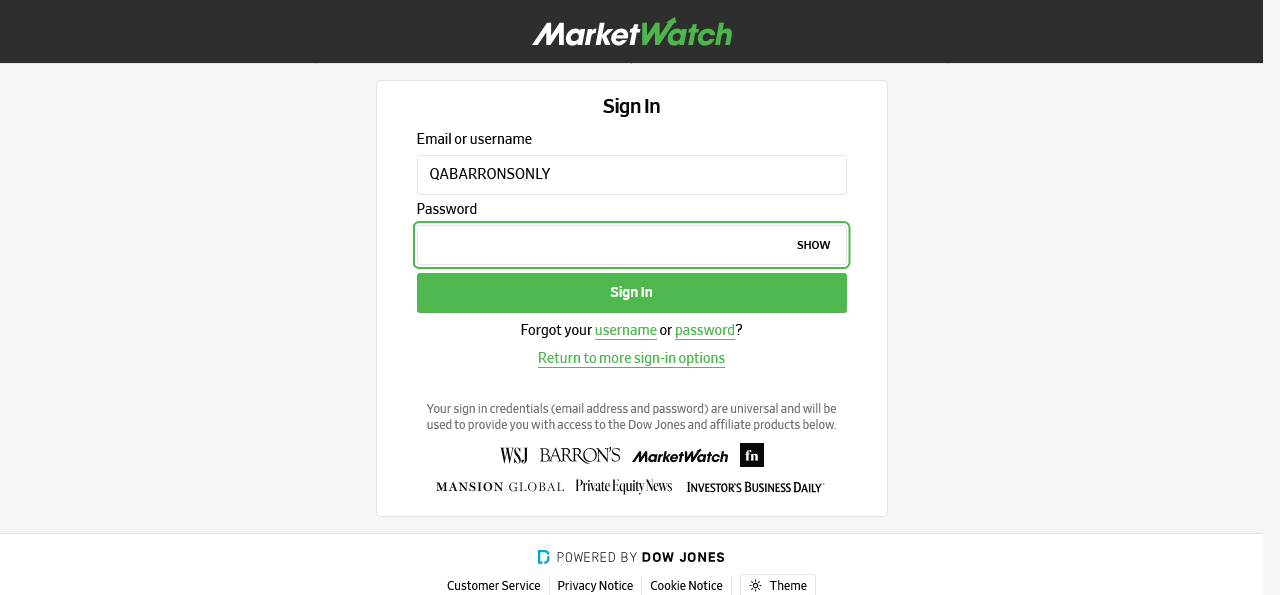 MarketWatch
Sign In
Email or username
QABARRONSONLY
Password
SHOW
Sign In
Forgot your username or password?
Return to more sign-in options
Your sign in credentials (email address and password) are universal and will be
used to provide you with access to the Dow Jones and affiliate products below.
WSJ BARRON'S MarketWatch fn
MANSION GLOBAL Private Equity News INVESTOR'S BUSINESS DAILY
POWERED BY DOW JONES
Customer Service Privacy Notice Cookie Notice Theme